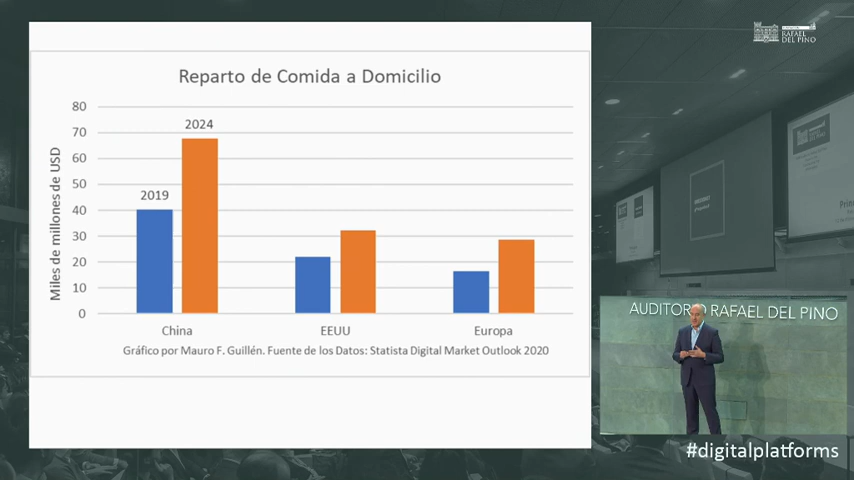 RAFAEL
DEL PINO
Reparto de Comida a Domicilio
Miles de millones de USD
80
70
60
50
40
30
20
10
0
2019
2024
China
EEUU
Europa
Gráfico por Mauro F. Guillén. Fuente de los Datos: Statista Digital Market Outlook 2020
AUDITORIO RAFAEL DEL PINO
#digitalplatforms